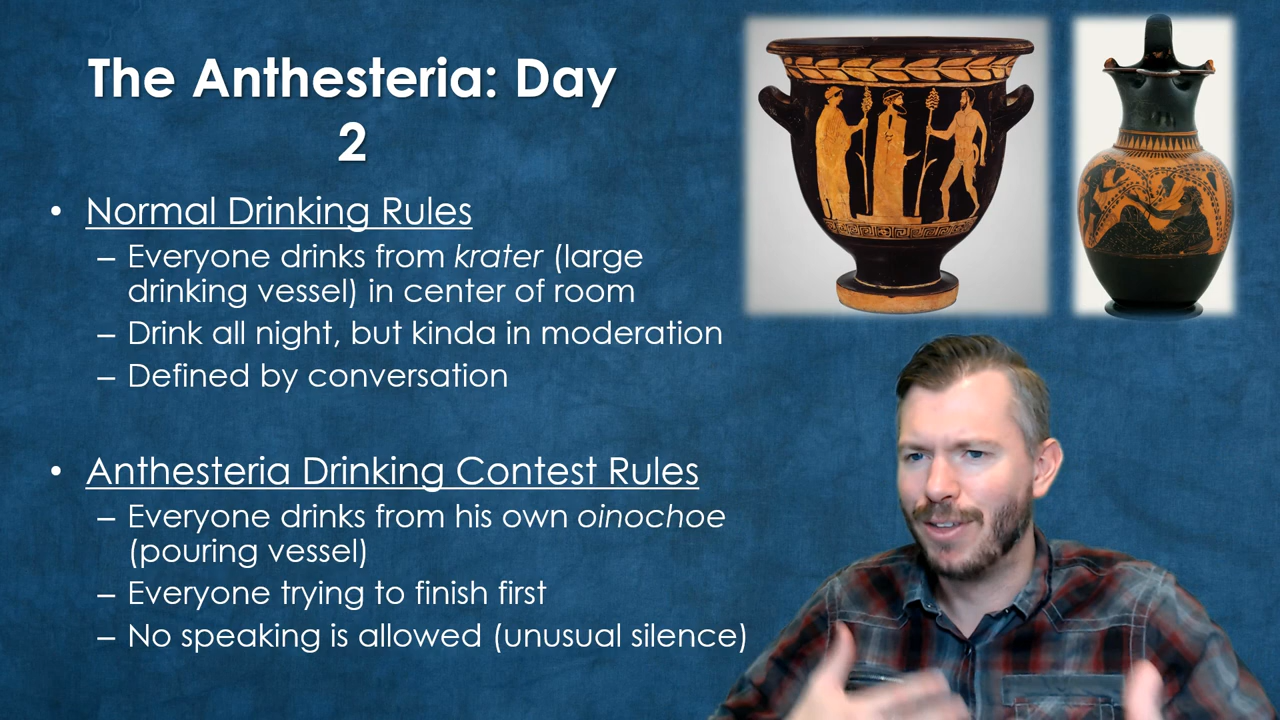 The Anthesteria: Day
2
• Normal Drinking Rules
– Everyone drinks from krater (large
drinking vessel) in center of room
– Drink all night, but kinda in moderation
– Defined by conversation
• Anthesteria Drinking Contest Rules
– Everyone drinks from his own oinochoe
(pouring vessel)
– Everyone trying to finish first
– No speaking is allowed (unusual silence)